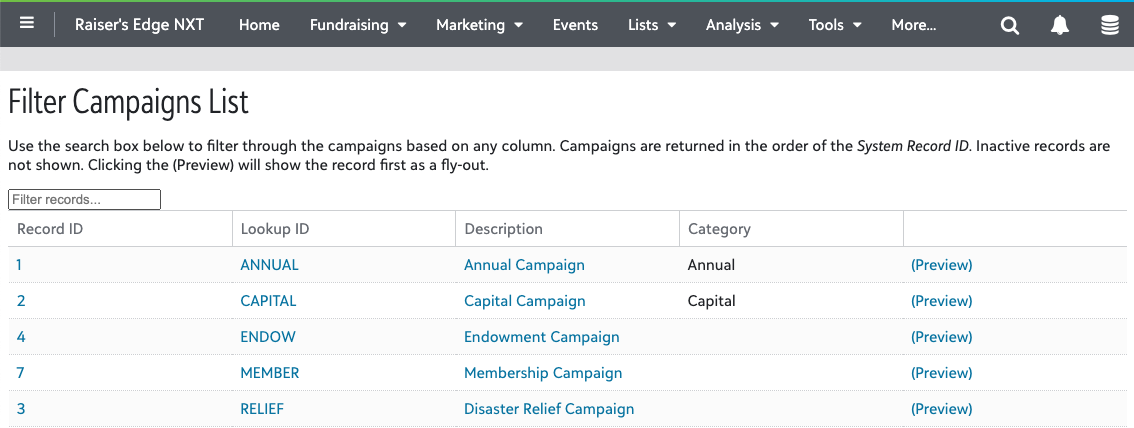 Raiser's Edge NXT Home Fundraising Marketing Events Lists Analysis Tools More...
Filter Campaigns List
Use the search box below to filter through the campaigns based on any column. Campaigns are returned in the order of the System Record ID. Inactive records are
not shown. Clicking the (Preview) will show the record first as a fly-out.
Filter records...
Record ID Lookup ID Description Category
1 ANNUAL Annual Campaign Annual (Preview)
2 CAPITAL Capital Campaign Capital (Preview)
4 ENDOW Endowment Campaign (Preview)
7 MEMBER Membership Campaign (Preview)
3 RELIEF Disaster Relief Campaign (Preview)